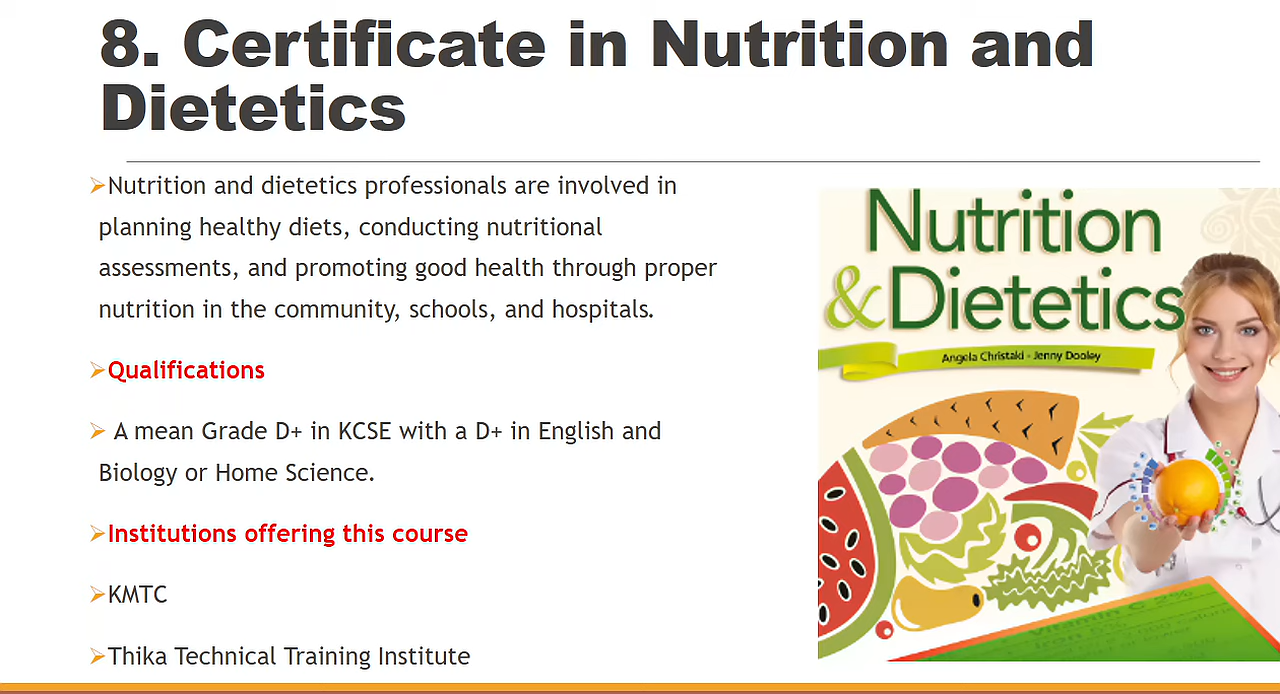 8. Certificate in Nutrition and
Dietetics
➢Nutrition and dietetics professionals are involved in
planning healthy diets, conducting nutritional
assessments, and promoting good health through proper
nutrition in the community, schools, and hospitals.
➢Qualifications
➢ A mean Grade D+ in KCSE with a D+ in English and
Biology or Home Science.
➢Institutions offering this course
➢KMTC
➢Thika Technical Training Institute
Nutrition
&Dietetics
Angela Christaki - Jenny Dooley
Vitamin C 2%